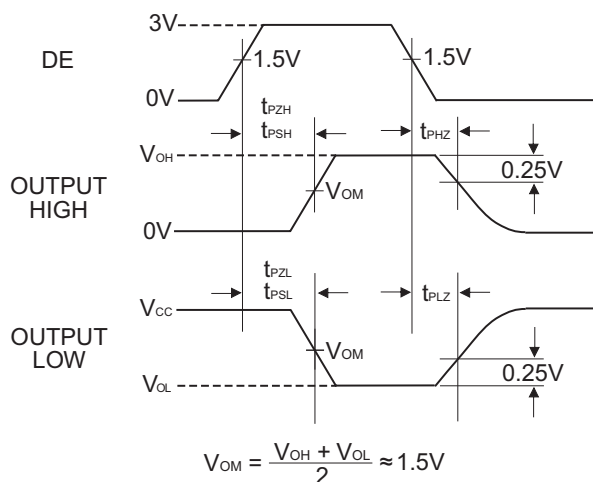 3V
DE
1.5V
1.5V
0V
tPZH
tPSH
tPHZ
VOH
0.25V
OUTPUT
HIGH
VOM
0V
tPZL
tPSL
tPLZ
VCC
OUTPUT
LOW
VOM
0.25V
VOL
VOM = VOH + VOL / 2 ≈ 1.5V